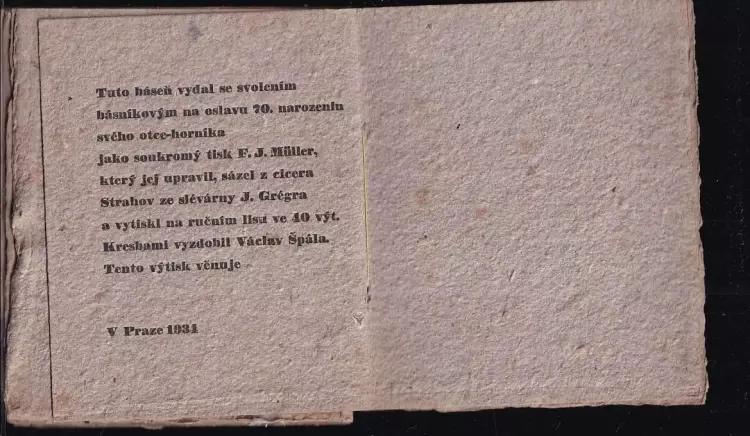 Tuto báseň vydal se svolením
básníkovým na oslavu 70. narozenin
svého otce-horníka
jako soukromý tisk F. J. Müller,
který jej upravil, sázel z cicera
Strahov ze slévárny J. Grégra
a vytiskl na ručním lisu ve 40 výt.
Kresbami vyzdobil Václav Špála.
Tento výtisk věnuje
V Praze 1934